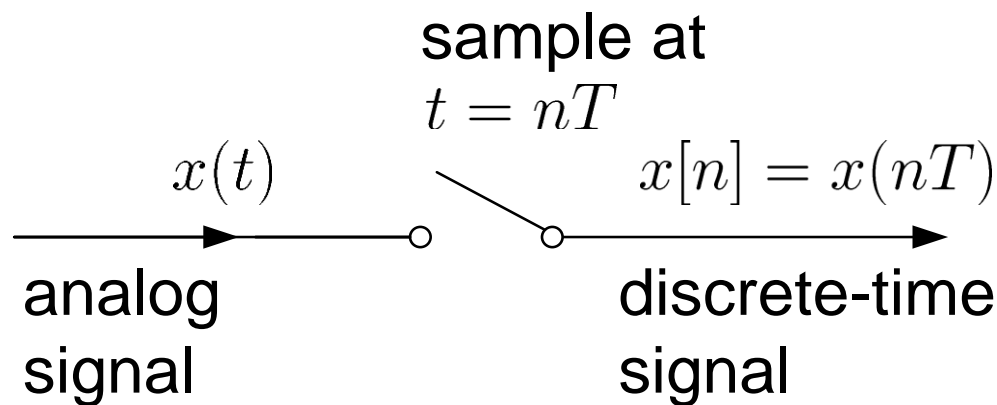 sample at
t = nT
x(t)
x[n] = x(nT)
analog
signal
discrete-time
signal